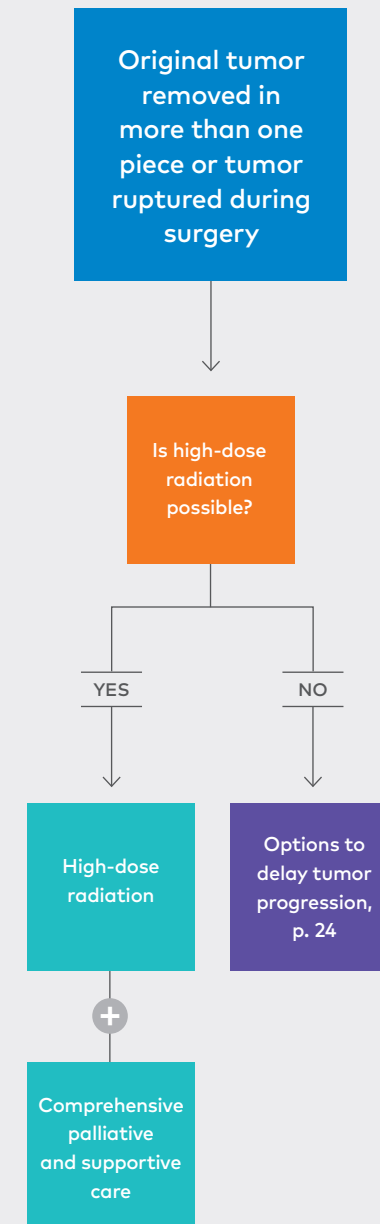 Original tumor
removed in
more than one
piece or tumor
ruptured during
surgery
Is high-dose
radiation
possible?
YES
NO
High-dose
radiation
Options to
delay tumor
progression,
p. 24
+
Comprehensive
palliative
and supportive
care